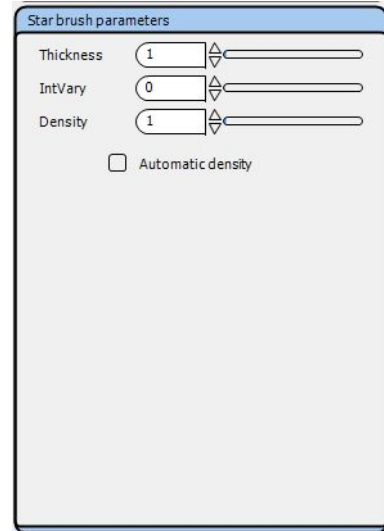 Star brush parameters
Thickness 1
IntVary 0
Density 1
Automatic density